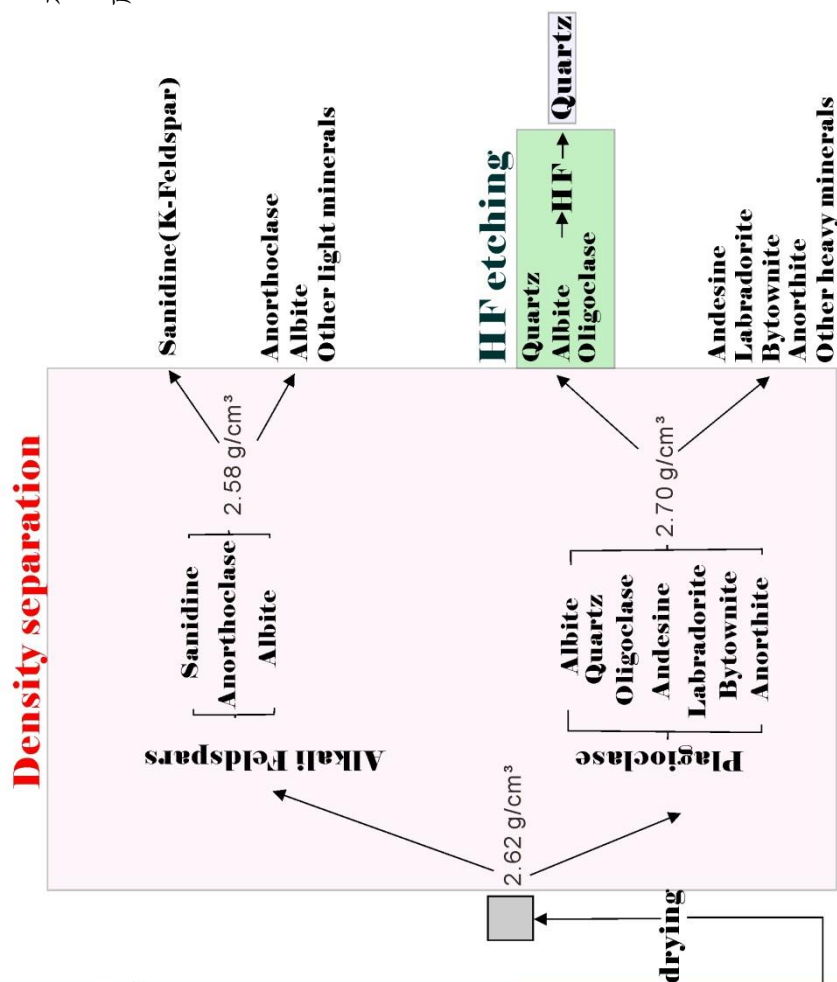 Density separation
drying
2.62 g/cm³
Alkali Feldspars
Sanidine
Anorthoclase
Albite
2.58 g/cm³
Sanidine(K-Feldspar)
Anorthoclase
Albite
Other light minerals
Plagioclase
Albite
Quartz
Oligoclase
Andesine
Labradorite
Bytownite
Anorthite
2.70 g/cm³
HF etching
Quartz
Albite
Oligoclase
HF
Quartz
Andesine
Labradorite
Bytownite
Anorthite
Other heavy minerals